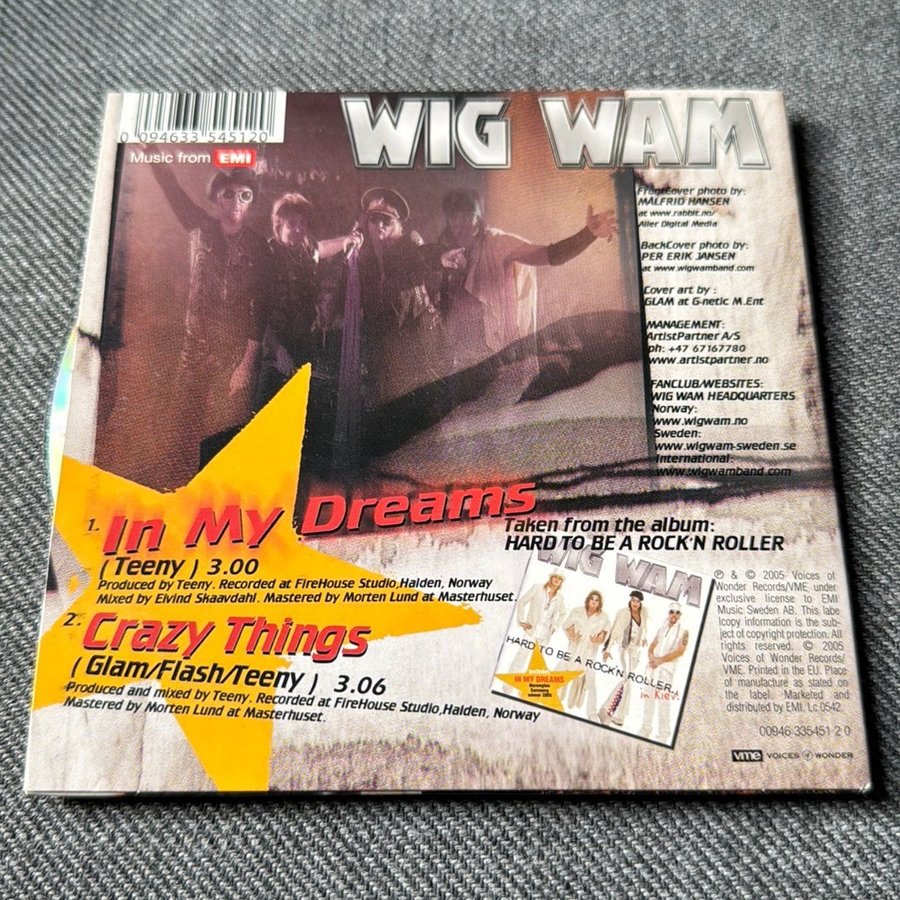 WIG WAM
0 094633 545120
Music from EMI
FrontCover photo by:
MALFRID HANSEN
at www.rabbit.no/
Aller Digital Media
BackCover photo by:
PER ERIK JANSEN
at www.wigwamband.com
Cover art by :
GLAM at G-netic M.Ent
MANAGEMENT:
ArtistPartner A/S
ph: +47 67167780
www.artistpartner.no
FANCLUB/WEBSITES:
WIG WAM HEADQUARTERS
Norway:
www.wigwam.no
Sweden:
www.wigwam-sweden.se
International:
www.wigwamband.com
1. In My Dreams
( Teeny ) 3.00
Produced by Teeny. Recorded at FireHouse Studio,Halden, Norway
Mixed by Eivind Skaavdahl. Mastered by Morten Lund at Masterhuset.
2. Crazy Things
( Glam/Flash/Teeny ) 3.06
Produced and mixed by Teeny. Recorded at FireHouse Studio,Halden, Norway
Mastered by Morten Lund at Masterhuset.
Taken from the album:
HARD TO BE A ROCK'N ROLLER
WIG WAM
HARD TO BE A ROCK'N ROLLER
IN MY DREAMS
℗ & © 2005 Voices of
Wonder Records/VME under
exclusive license to EMI
Music Sweden AB. This labe
lcopy information is the sub-
ject of copyright protection. All
rights reserved. © 2005
Voices of Wonder Records/
VME. Printed in the EU. Place
of manufacture as stated on
the label. Marketed and
distributed by EMI. Lc 0542.
00946 335451 2 0
vme VOICES OF WONDER